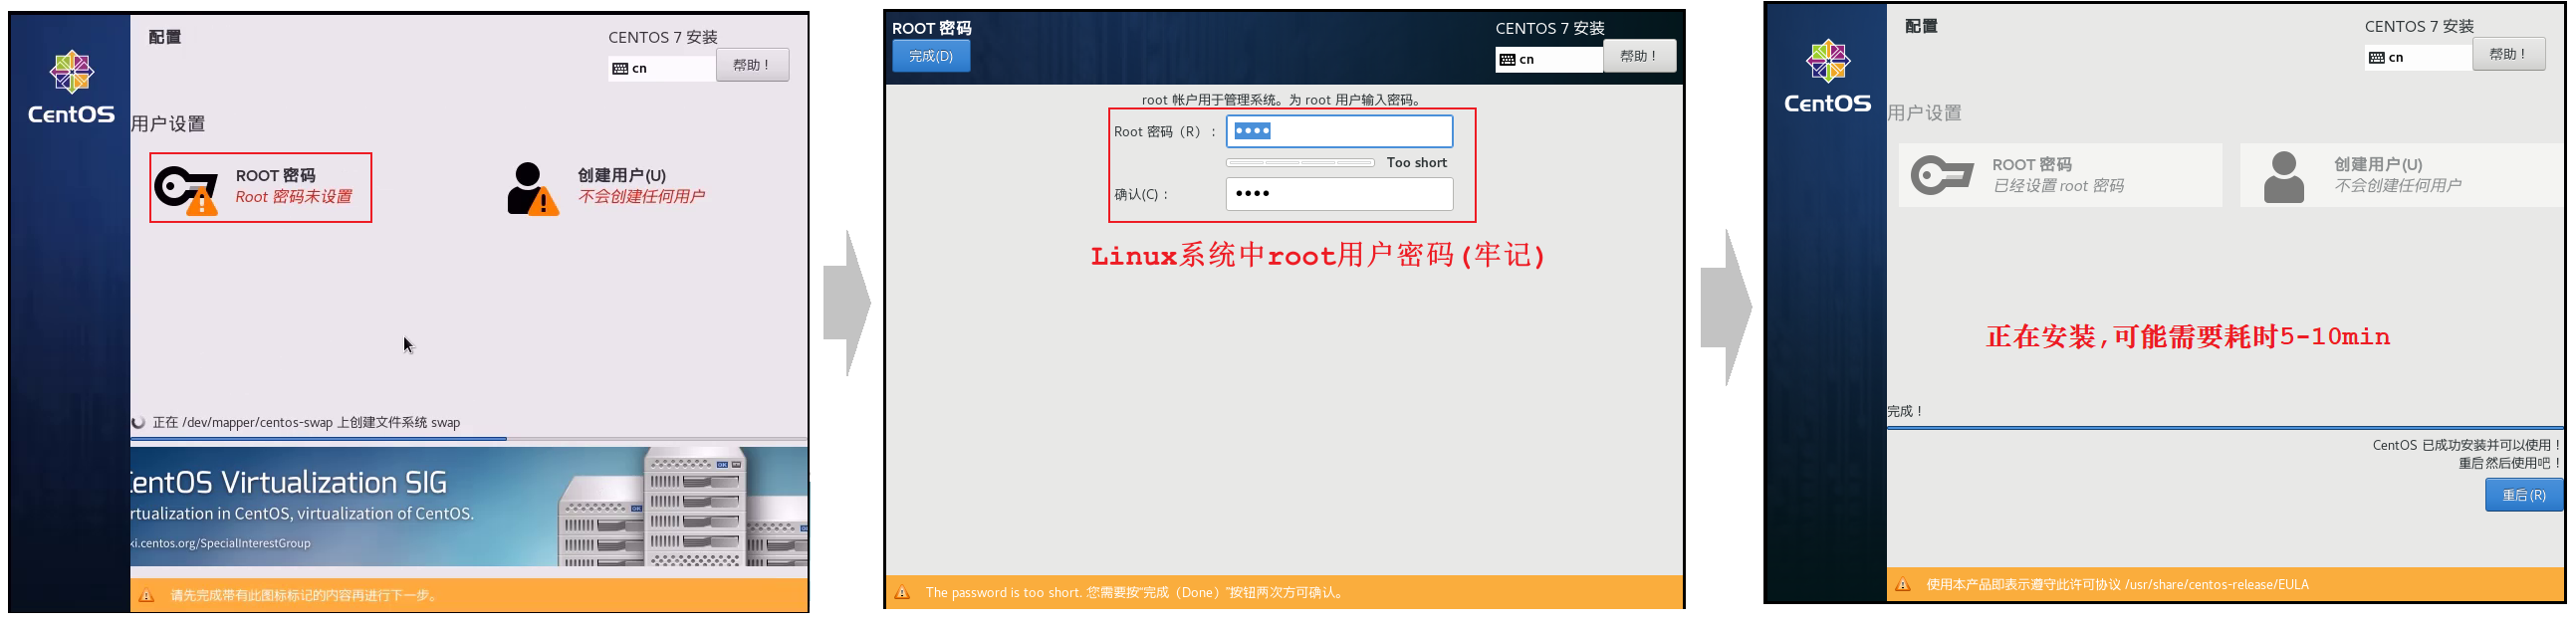 配置
CENTOS 7 安装
cn
帮助！
CentOS
用户设置
ROOT 密码
Root 密码未设置
创建用户(U)
不会创建任何用户
正在 /dev/mapper/centos-swap 上创建文件系统 swap
CentOS Virtualization SIG
rtualization in CentOS, virtualization of CentOS.
ki.centos.org/SpecialInterestGroup
请先完成带有此图标标记的内容再进行下一步。
ROOT 密码
完成(D)
CENTOS 7 安装
cn
帮助！
root 帐户用于管理系统。为 root 用户输入密码。
Root 密码（R）：
Too short
确认(C)：
Linux系统中root用户密码(牢记)
The password is too short. 您需要按“完成（Done）”按钮两次方可确认。
配置
CENTOS 7 安装
cn
帮助！
CentOS
用户设置
ROOT 密码
已经设置 root 密码
创建用户(U)
不会创建任何用户
正在安装,可能需要耗时5-10min
完成！
CentOS 已成功安装并可以使用！
重启然后使用吧！
重启(R)
使用本产品即表示遵守此许可协议 /usr/share/centos-release/EULA